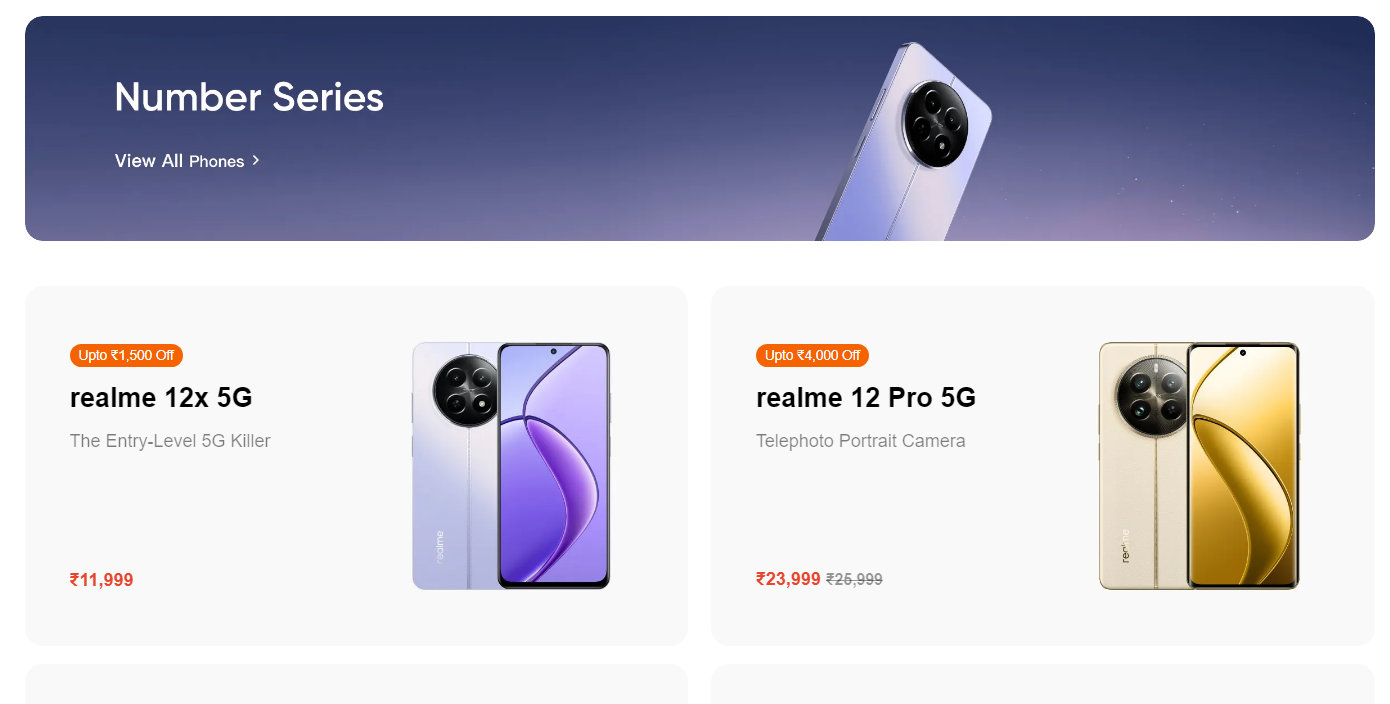 Number Series
View All Phones >
Upto ₹1,500 Off
realme 12x 5G
The Entry-Level 5G Killer
₹11,999
realme
Upto ₹4,000 Off
realme 12 Pro 5G
Telephoto Portrait Camera
₹23,999 ₹25,999
realme